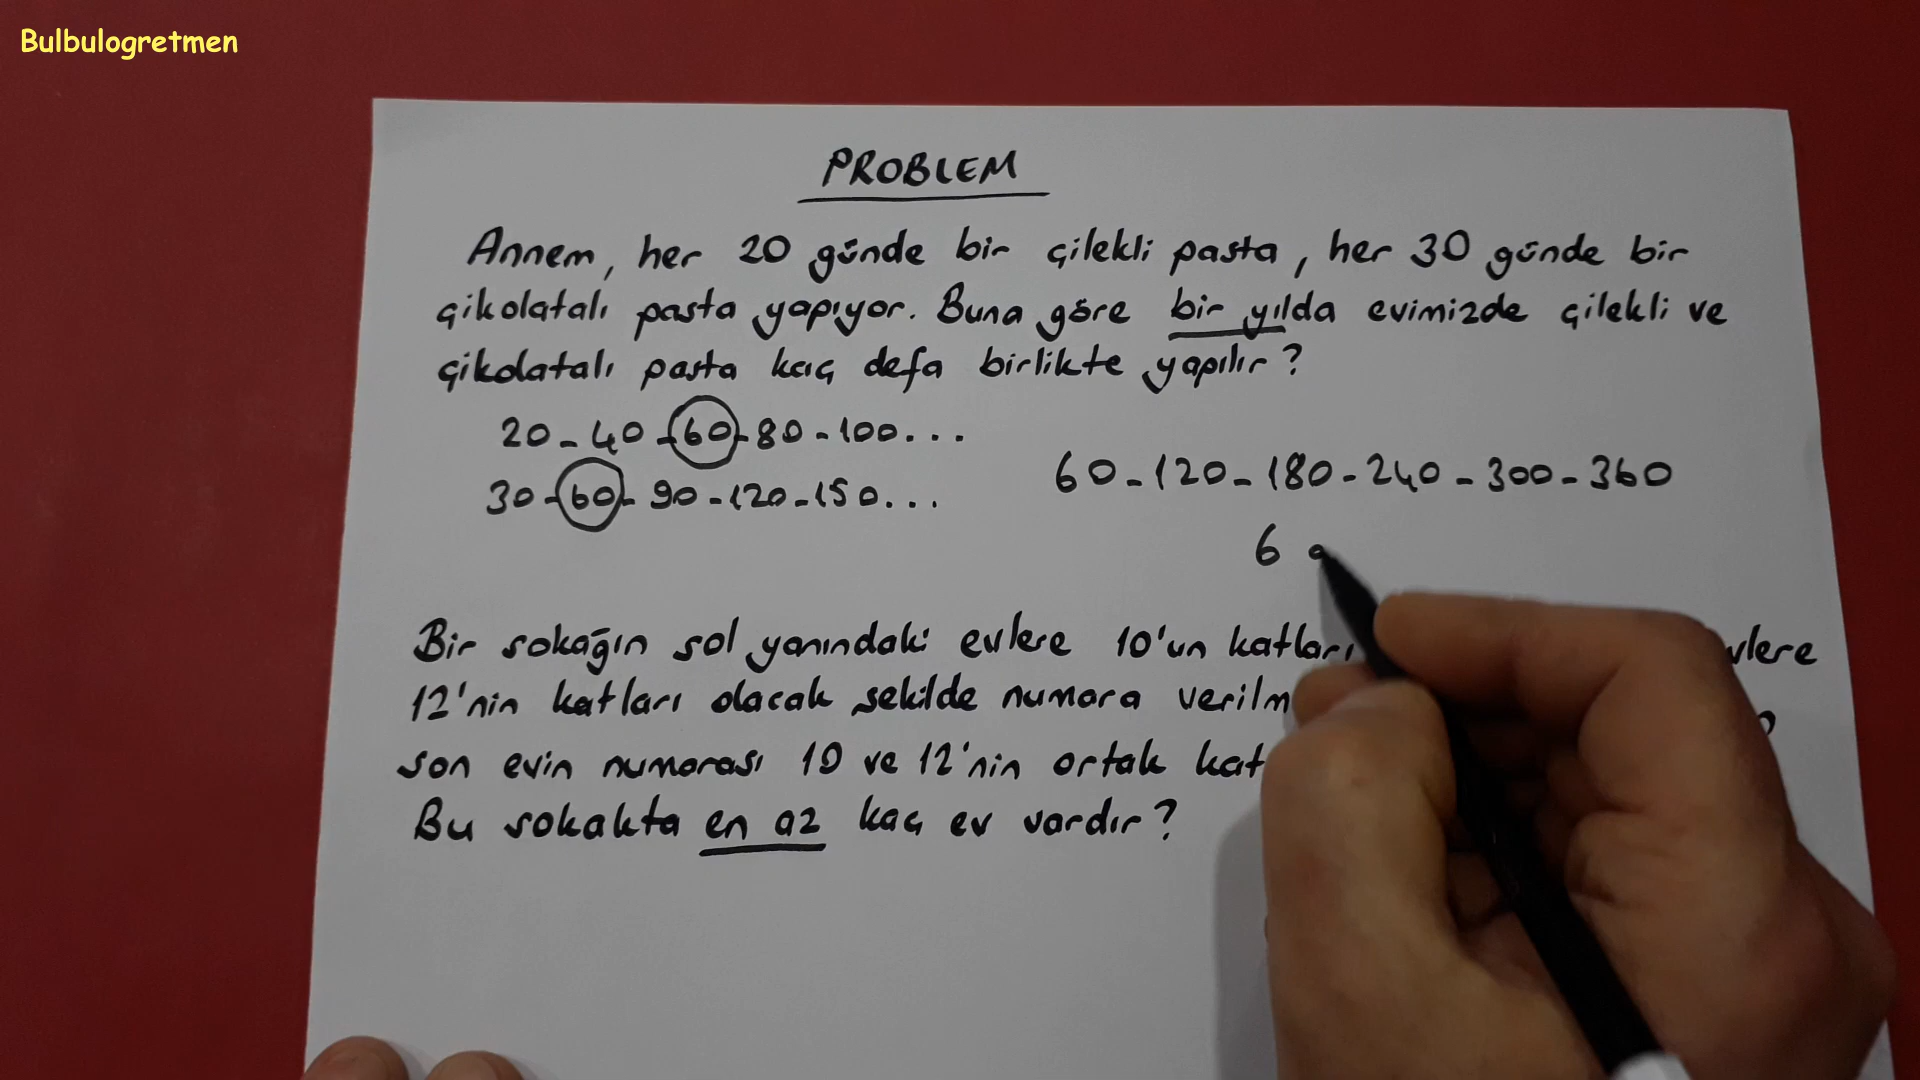 Bulbulogretmen
PROBLEM
Annem, her 20 günde bir çilekli pasta, her 30 günde bir
çikolatalı pasta yapıyor. Buna göre bir yılda evimizde çilekli ve
çikolatalı pasta kaç defa birlikte yapılır?
20-40-60-80-100...
30-60-90-120-150...
60-120-180-240-300-360
6
Bir sokağın sol yanındaki evlere 10'un katları
12'nin katları olacak şekilde numara
son evin numarası 10 ve 12'nin ortak
Bu sokakta en az kaç ev vardır?